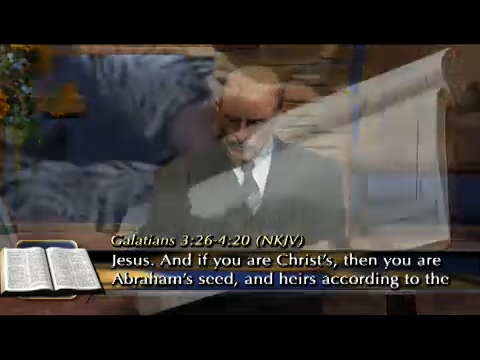 Galatians 3:26-4:20 (NKJV)
Jesus. And if you are Christ's, then you are
Abraham's seed, and heirs according to the